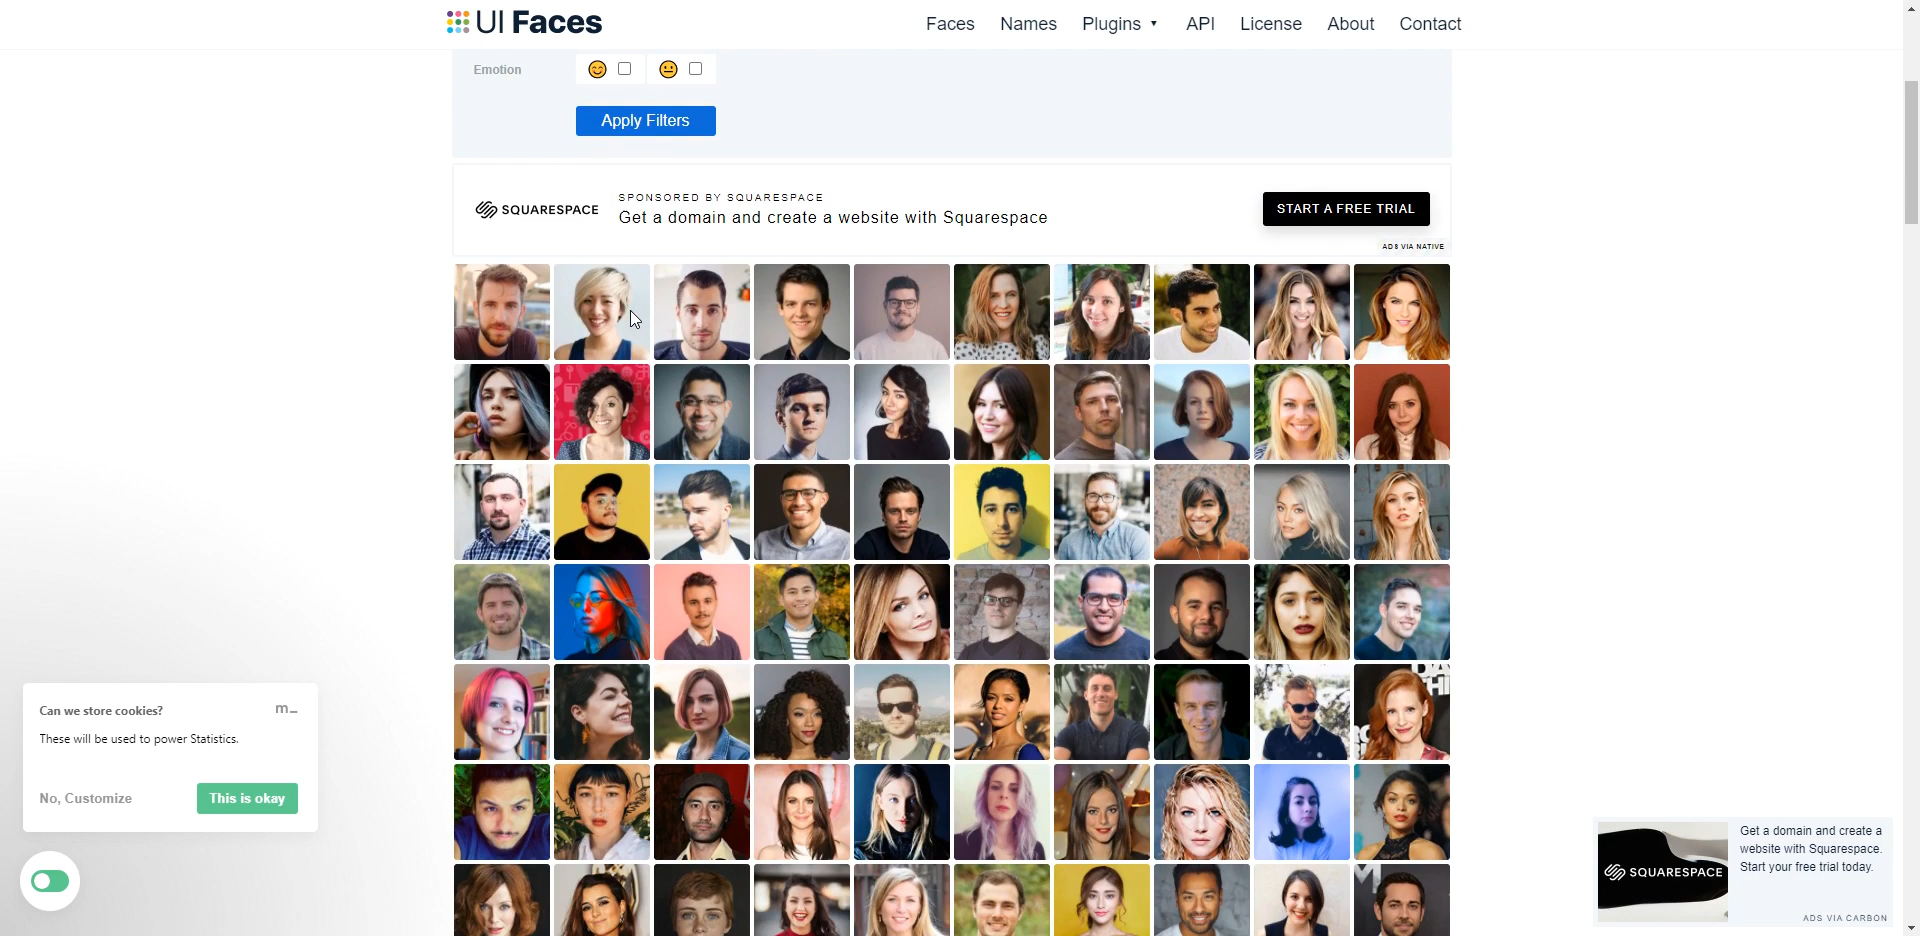 UI Faces
Faces Names Plugins ▼ API License About Contact
Emotion
Apply Filters
SQUARESPACE
SPONSORED BY SQUARESPACE
Get a domain and create a website with Squarespace
START A FREE TRIAL
ADS VIA NATIVE
Can we store cookies?
m_
These will be used to power Statistics.
No, Customize
This is okay
SQUARESPACE
Get a domain and create a
website with Squarespace.
Start your free trial today.
ADS VIA CARBON